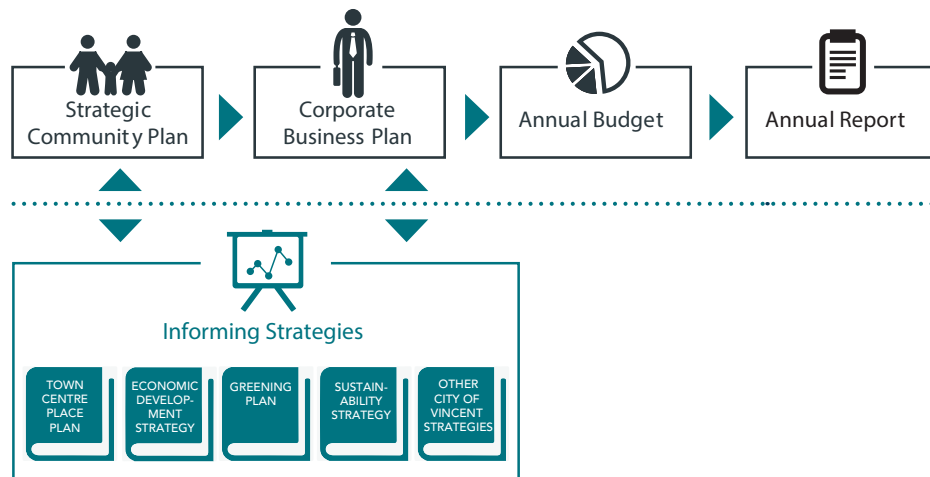 Strategic
Community Plan
Corporate
Business Plan
Annual Budget
Annual Report
Informing Strategies
TOWN
CENTRE
PLACE
PLAN
ECONOMIC
DEVELOP-
MENT
STRATEGY
GREENING
PLAN
SUSTAIN-
ABILITY
STRATEGY
OTHER
CITY OF
VINCENT
STRATEGIES